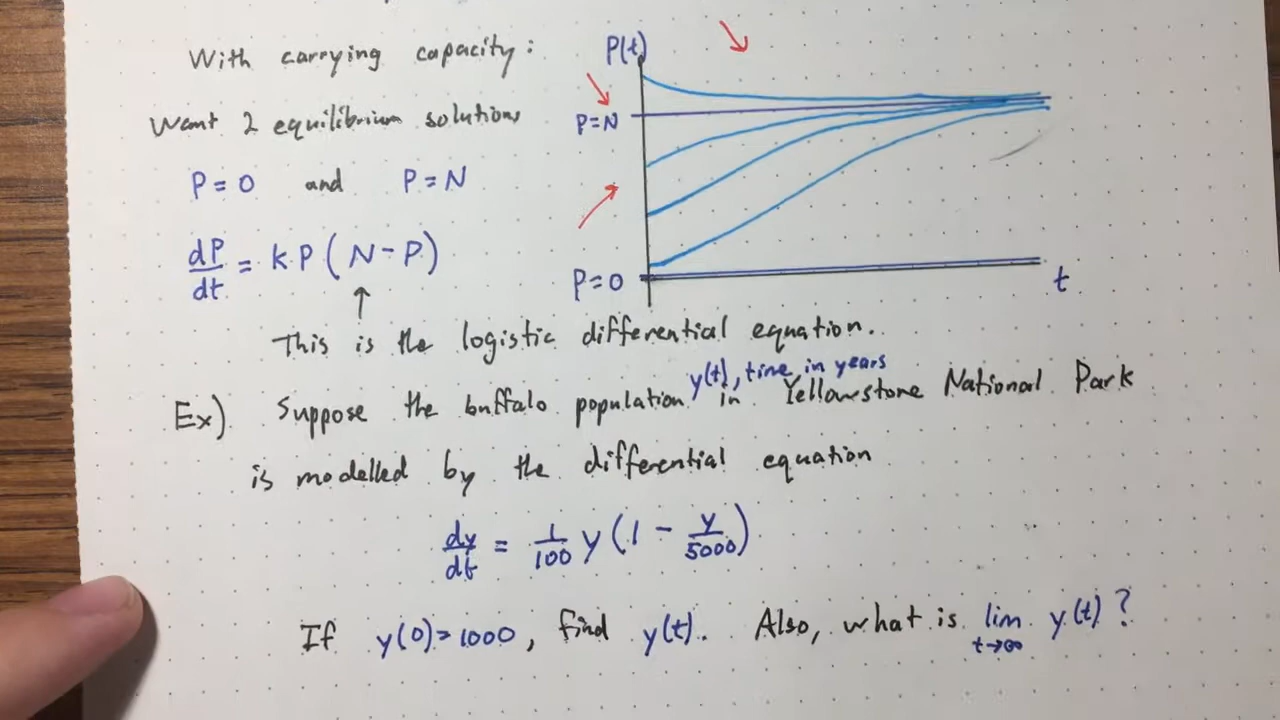 With carrying capacity:
Want 2 equilibrium solutions
P = 0 and P = N
dP/dt = k P ( N - P )
↑
This is the logistic differential equation.
P(t)
P = N
P = 0
t
y(t), time in years
Ex) Suppose the buffalo population in Yellowstone National Park
is modelled by the differential equation
dy/dt = 1/100 y ( 1 - y/5000 )
If y(0) = 1000, find y(t). Also, what is lim t→∞ y(t) ?